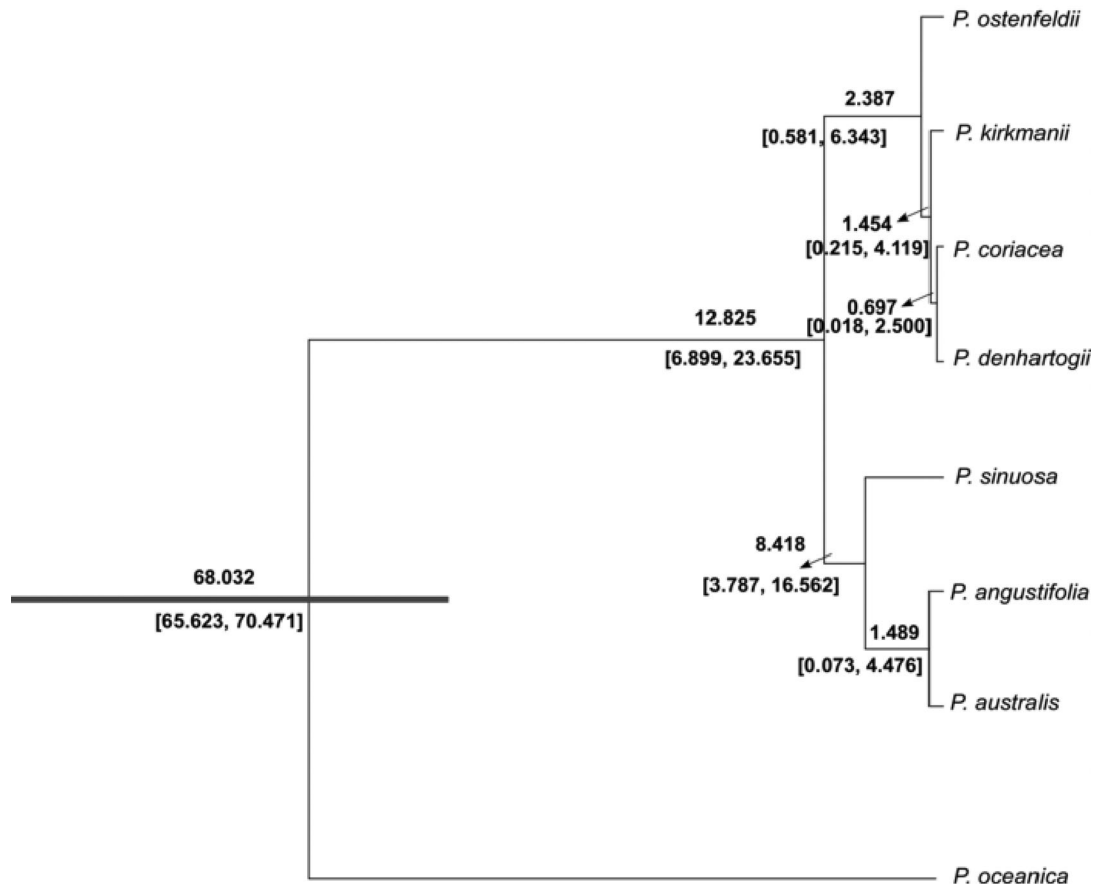 P. ostenfeldii
2.387
[0.581, 6.343]
P. kirkmanii
1.454
[0.215, 4.119]
P. coriacea
0.697
[0.018, 2.500]
12.825
[6.899, 23.655]
P. denhartogii
P. sinuosa
8.418
[3.787, 16.562]
68.032
[65.623, 70.471]
P. angustifolia
1.489
[0.073, 4.476]
P. australis
P. oceanica